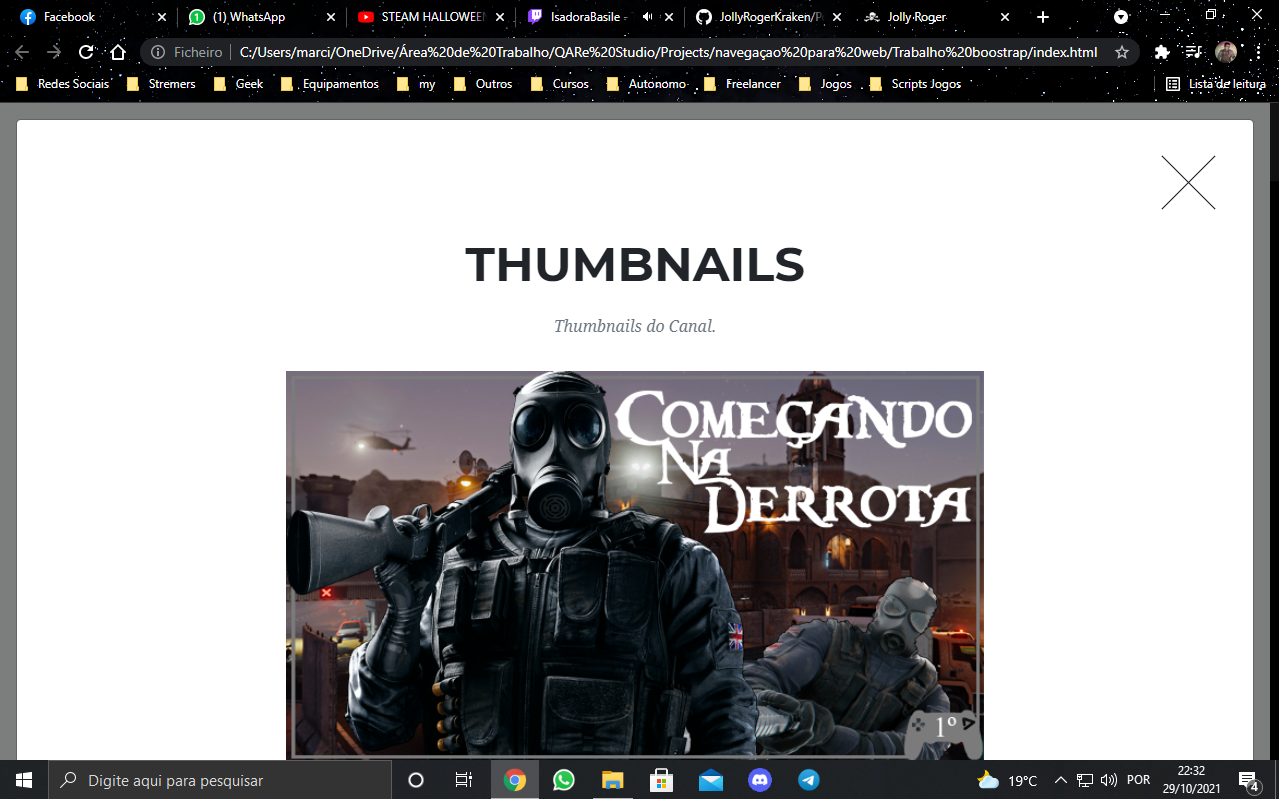 Facebook
(1) WhatsApp
STEAM HALLOWEEN
IsadoraBasile -
JollyRogerKraken/P
Jolly Roger
Ficheiro
C:/Users/marci/OneDrive/Área%20de%20Trabalho/QARe%20Studio/Projects/navegaçao%20para%20web/Trabalho%20boostrap/index.html
Redes Sociais
Stremers
Geek
Equipamentos
my
Outros
Cursos
Autonomo
Freelancer
Jogos
Scripts Jogos
Lista de leitura
THUMBNAILS
Thumbnails do Canal.
COMEÇANDO
NA
DERROTA
1º
Digite aqui para pesquisar
19°C
POR
22:32
29/10/2021
4